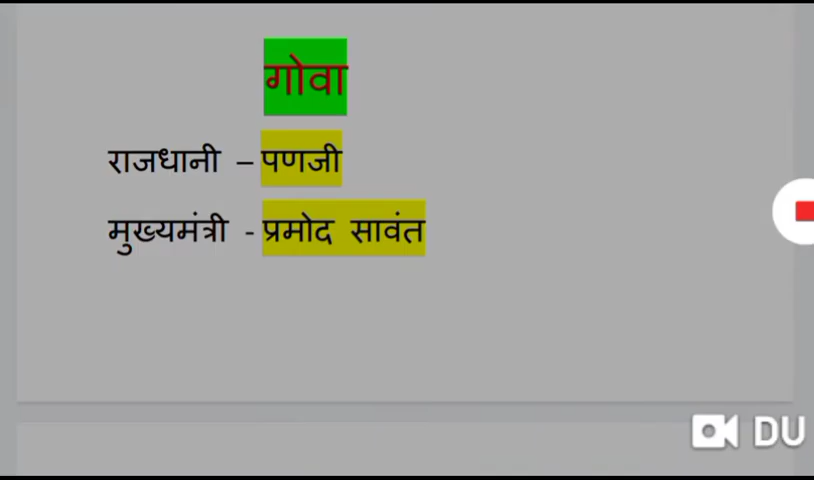 गोवा
राजधानी – पणजी
मुख्यमंत्री - प्रमोद सावंत
DU